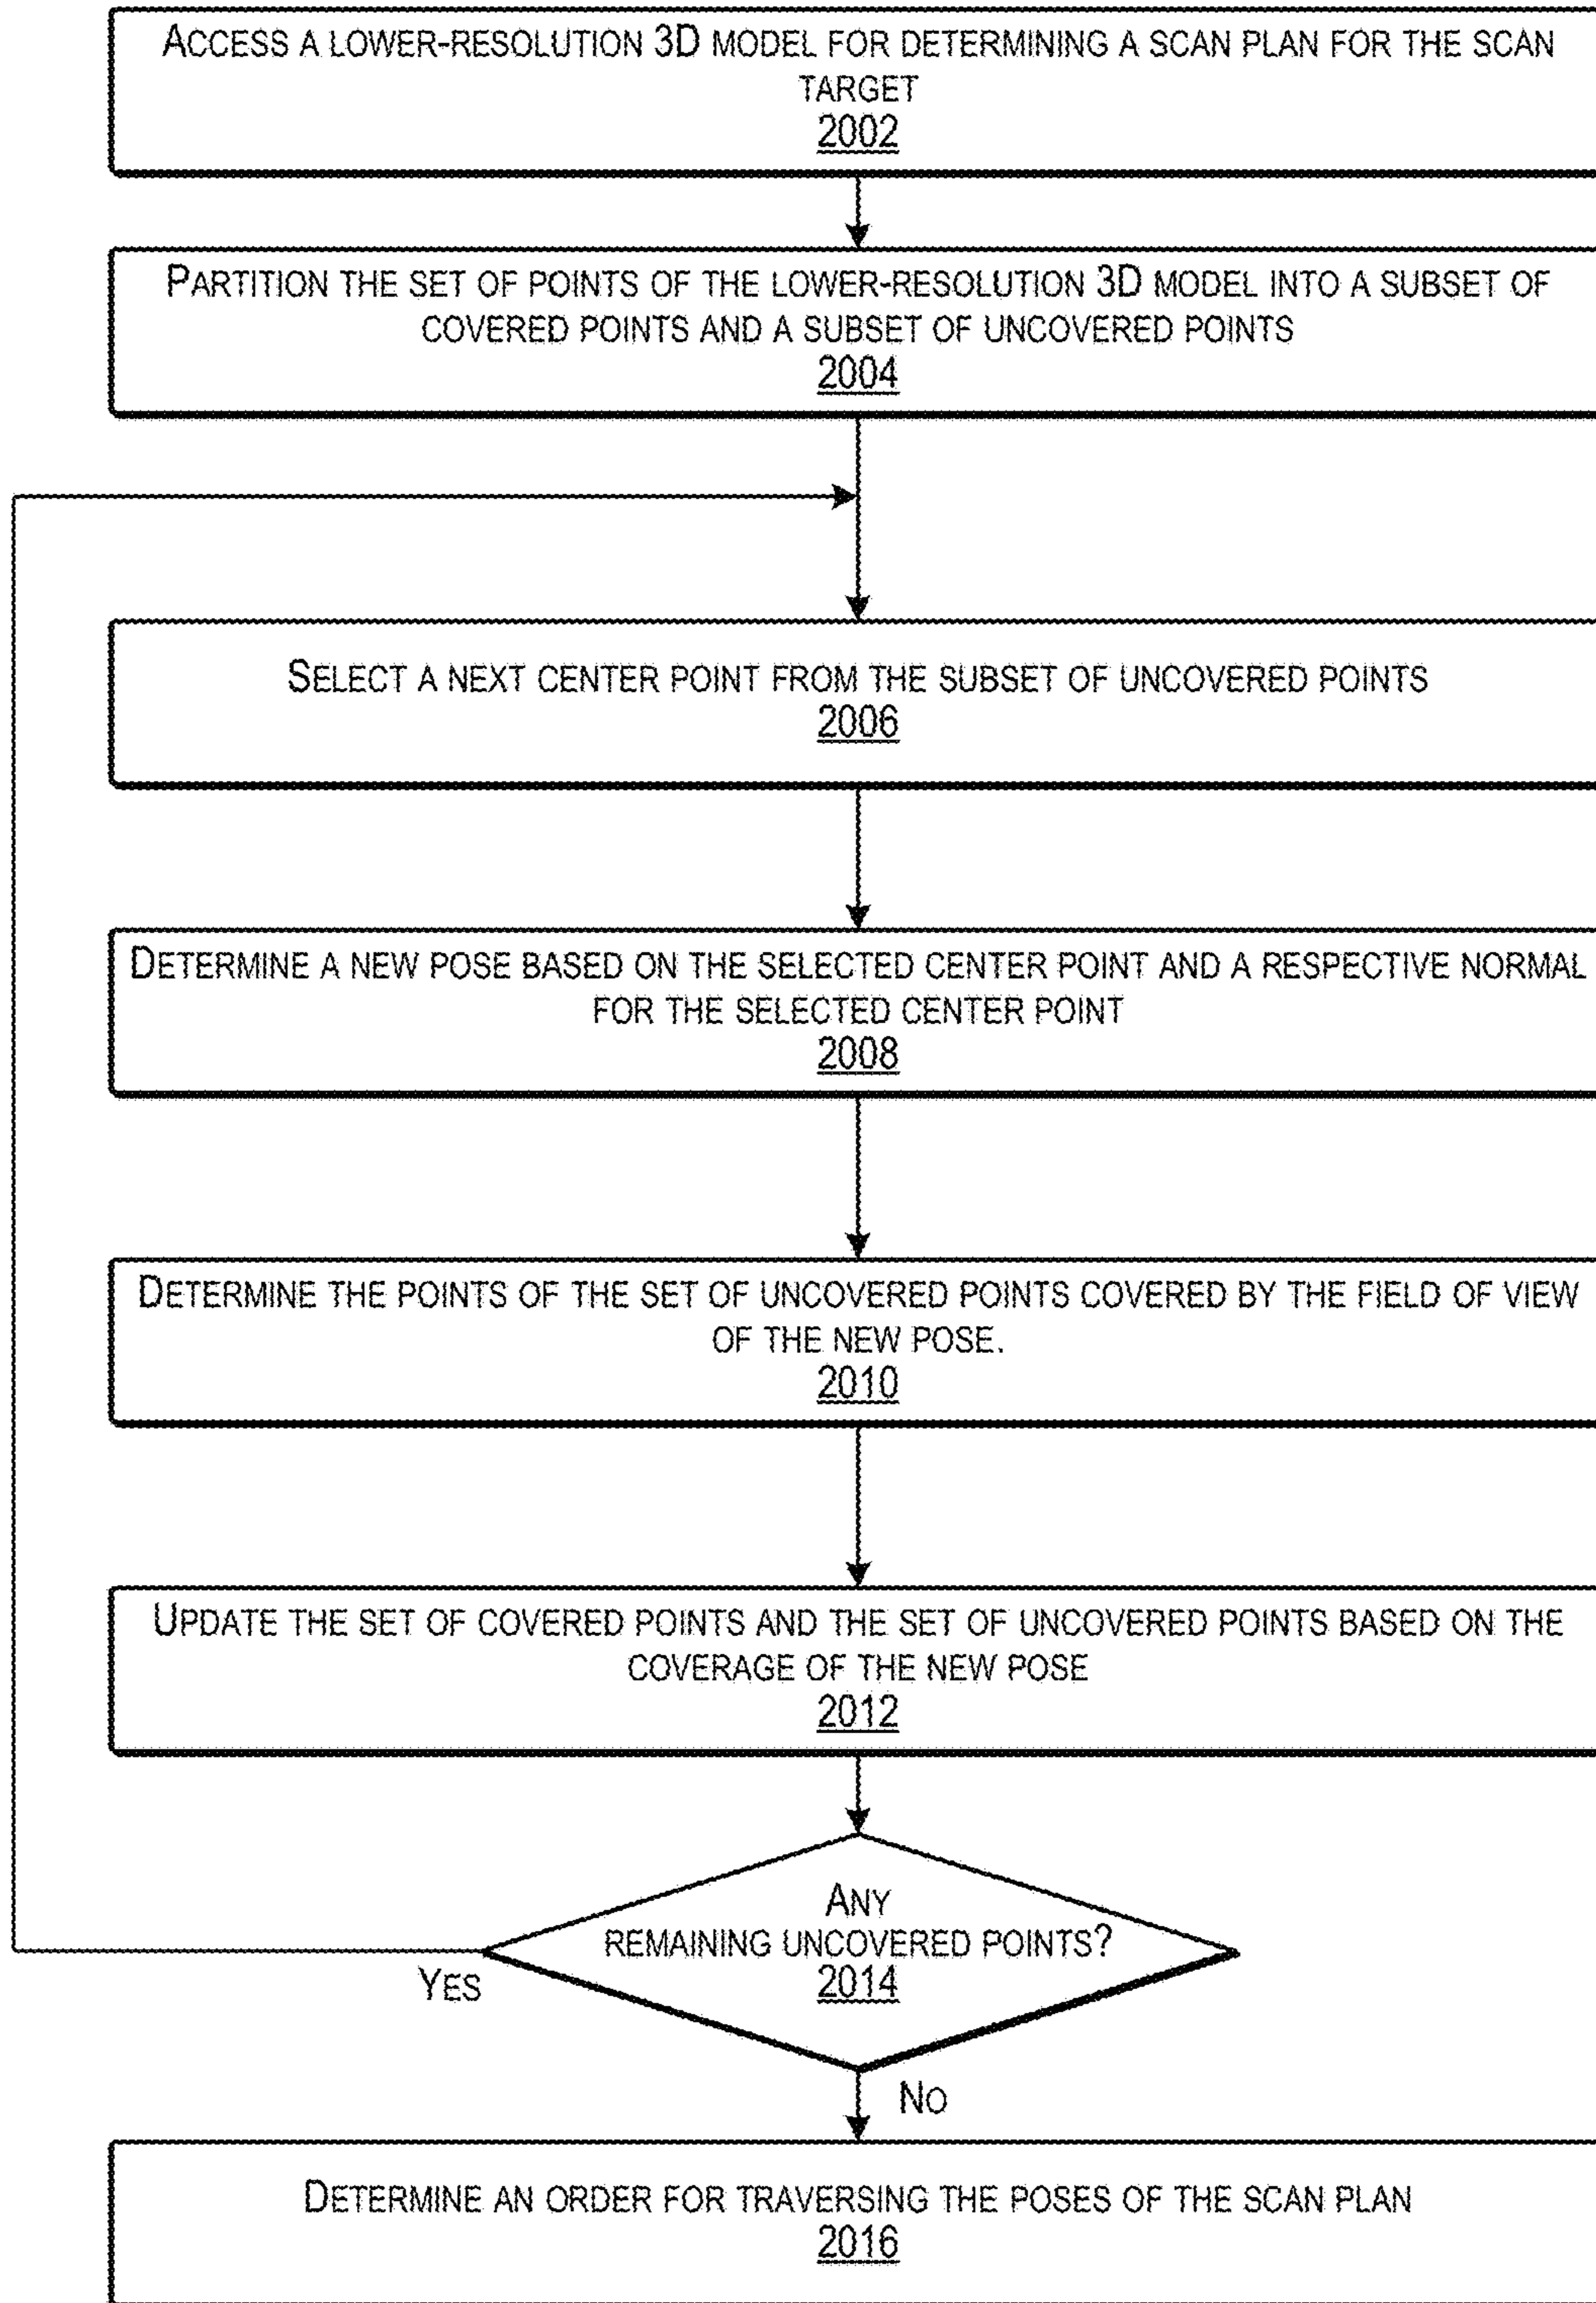 ACCESS A LOWER-RESOLUTION 3D MODEL FOR DETERMINING A SCAN PLAN FOR THE SCAN
TARGET
2002
PARTITION THE SET OF POINTS OF THE LOWER-RESOLUTION 3D MODEL INTO A SUBSET OF
COVERED POINTS AND A SUBSET OF UNCOVERED POINTS
2004
SELECT A NEXT CENTER POINT FROM THE SUBSET OF UNCOVERED POINTS
2006
DETERMINE A NEW POSE BASED ON THE SELECTED CENTER POINT AND A RESPECTIVE NORMAL
FOR THE SELECTED CENTER POINT
2008
DETERMINE THE POINTS OF THE SET OF UNCOVERED POINTS COVERED BY THE FIELD OF VIEW
OF THE NEW POSE.
2010
UPDATE THE SET OF COVERED POINTS AND THE SET OF UNCOVERED POINTS BASED ON THE
COVERAGE OF THE NEW POSE
2012
ANY
REMAINING UNCOVERED POINTS?
2014
YES
NO
DETERMINE AN ORDER FOR TRAVERSING THE POSES OF THE SCAN PLAN
2016